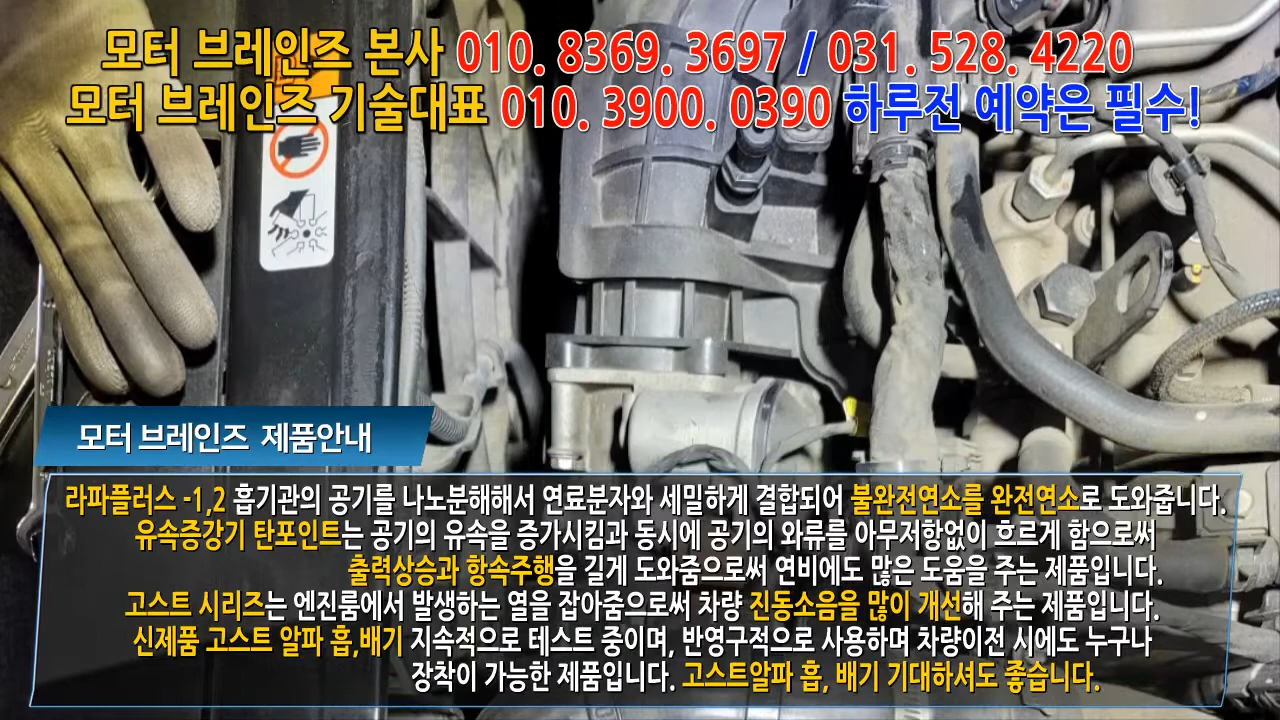 모터 브레인즈 본사 010. 8369. 3697 / 031. 528. 4220
모터 브레인즈 기술대표 010. 3900. 0390 하루전 예약은 필수!
모터 브레인즈 제품안내
라파플러스 -1,2 흡기관의 공기를 나노분해해서 연료분자와 세밀하게 결합되어 불완전연소를 완전연소로 도와줍니다.
유속증강기 탄포인트는 공기의 유속을 증가시킴과 동시에 공기의 와류를 아무저항없이 흐르게 함으로써
출력상승과 항속주행을 길게 도와줌으로써 연비에도 많은 도움을 주는 제품입니다.
고스트 시리즈는 엔진룸에서 발생하는 열을 잡아줌으로써 차량 진동소음을 많이 개선해 주는 제품입니다.
신제품 고스트 알파 흡,배기 지속적으로 테스트 중이며, 반영구적으로 사용하며 차량이전 시에도 누구나
장착이 가능한 제품입니다. 고스트알파 흡, 배기 기대하셔도 좋습니다.